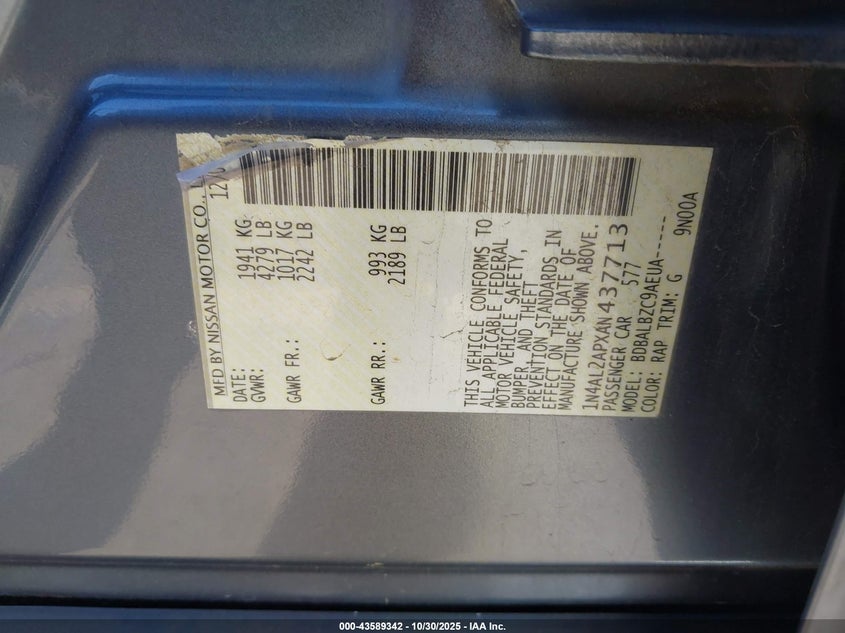 MFD BY NISSAN MOTOR CO.,
DATE:
GVWR: 1941 KG
4279 LB
GAWR FR.: 1017 KG
2242 LB
GAWR RR.: 993 KG
2189 LB
THIS VEHICLE CONFORMS TO
ALL APPLICABLE FEDERAL
MOTOR VEHICLE SAFETY,
BUMPER, AND THEFT
PREVENTION STANDARDS IN
EFFECT ON THE DATE OF
MANUFACTURE SHOWN ABOVE.
1N4AL2APXAN437713
PASSENGER CAR 577
MODEL: BDBALBZC9AEUA-----
COLOR: RAP TRIM: G 9N00A
000-43589342 - 10/30/2025 - IAA Inc.